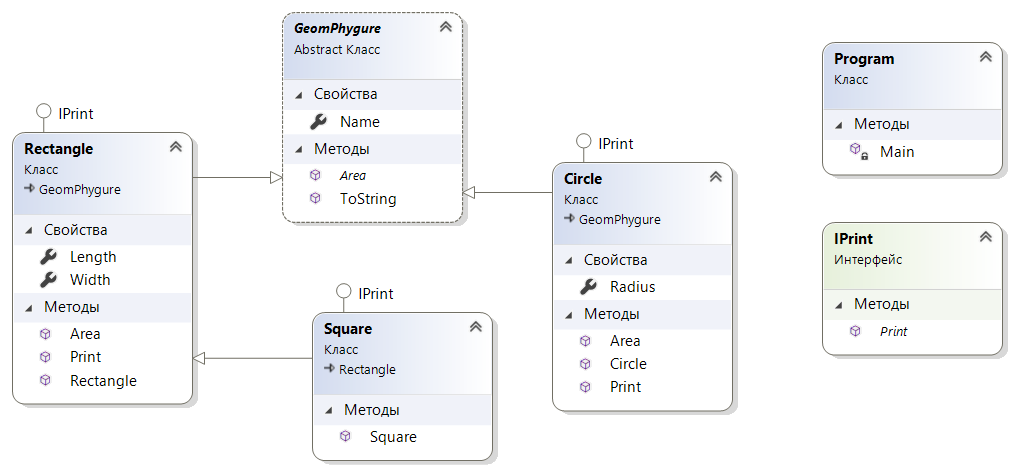 GeomPhygure
Abstract Класс
Свойства
Name
Методы
Area
ToString
IPrint
Rectangle
Класс
GeomPhygure
Свойства
Length
Width
Методы
Area
Print
Rectangle
IPrint
Square
Класс
Rectangle
Методы
Square
IPrint
Circle
Класс
GeomPhygure
Свойства
Radius
Методы
Area
Circle
Print
Program
Класс
Методы
Main
IPrint
Интерфейс
Методы
Print